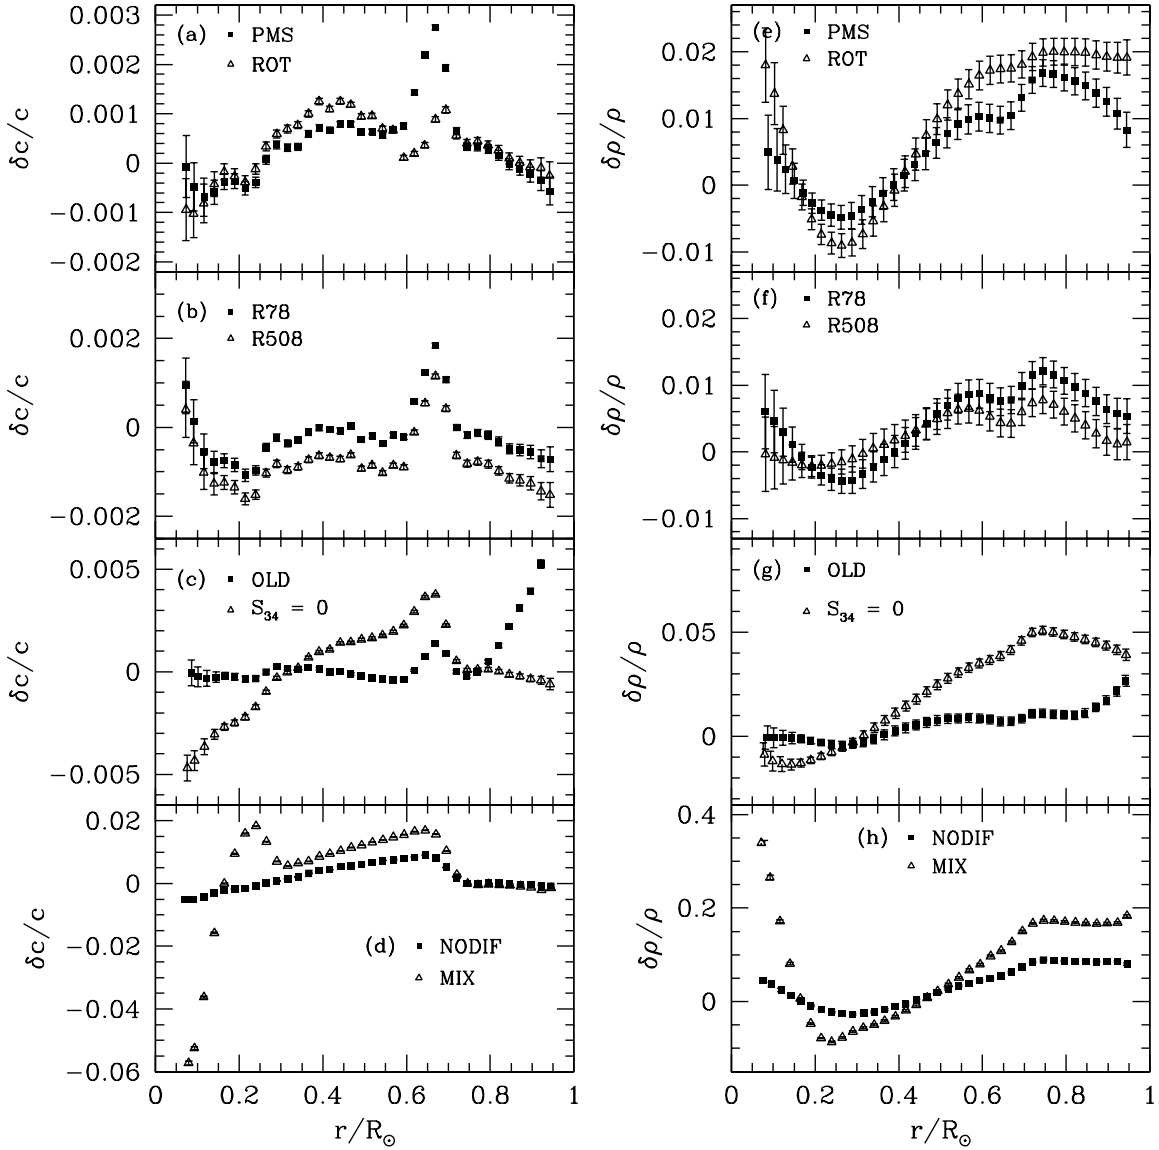 (a) PMS
ROT
0.003
0.002
0.001
0
−0.001
−0.002
δc/c
(e) PMS
ROT
0.02
0.01
0
−0.01
δρ/ρ
(b) R78
R508
0.002
0
−0.002
δc/c
(f) R78
R508
0.02
0.01
0
−0.01
δρ/ρ
(c) OLD
S₃₄ = 0
0.005
0
−0.005
δc/c
(g) OLD
S₃₄ = 0
0.05
0
δρ/ρ
0.02
0
−0.02
−0.04
−0.06
δc/c
(d) NODIF
MIX
0 0.2 0.4 0.6 0.8 1
r/R☉
(h) NODIF
MIX
0.4
0.2
0
δρ/ρ
0 0.2 0.4 0.6 0.8 1
r/R☉